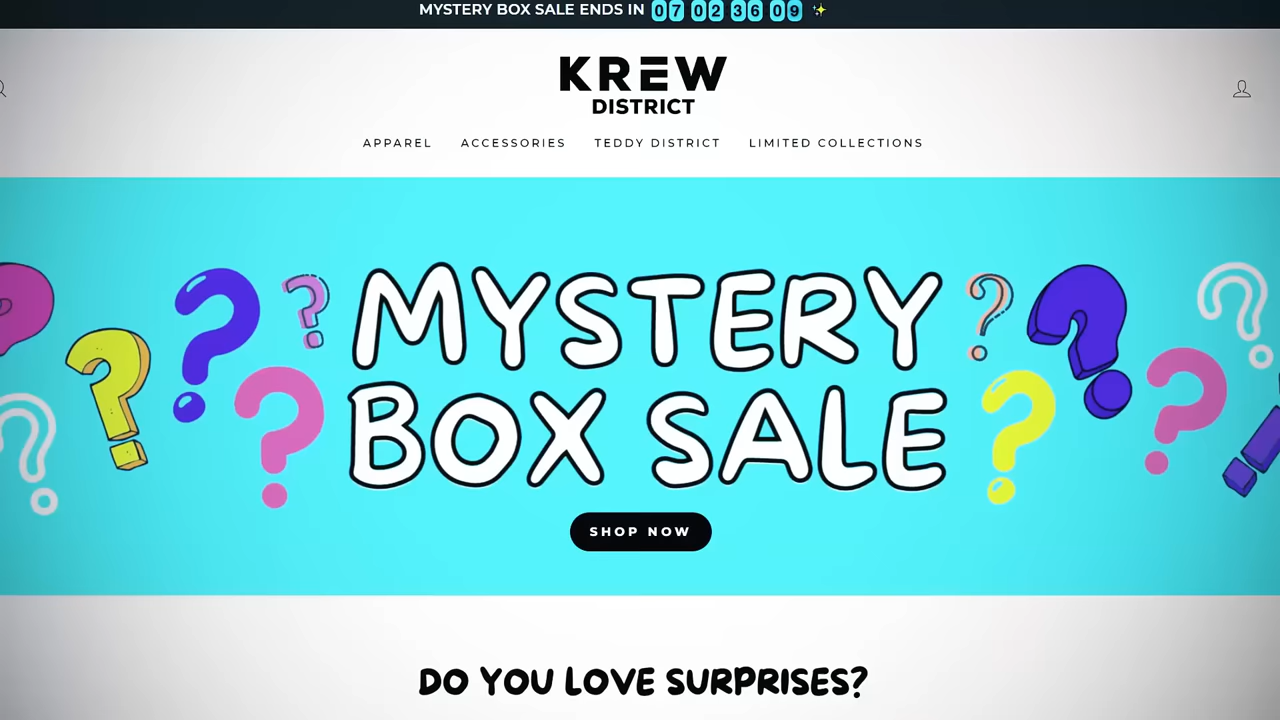 MYSTERY BOX SALE ENDS IN 07 02 36 09
KREW
DISTRICT
APPAREL ACCESSORIES TEDDY DISTRICT LIMITED COLLECTIONS
MYSTERY
BOX SALE
SHOP NOW
DO YOU LOVE SURPRISES?